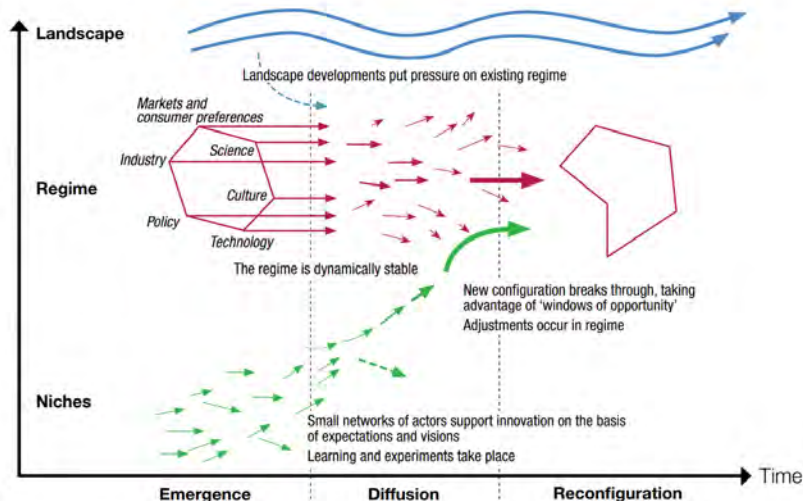 Landscape
Landscape developments put pressure on existing regime
Markets and
consumer preferences
Science
Industry
Regime
Culture
Policy
Technology
The regime is dynamically stable
New configuration breaks through, taking
advantage of ‘windows of opportunity’
Adjustments occur in regime
Niches
Small networks of actors support innovation on the basis
of expectations and visions
Learning and experiments take place
Time
Emergence
Diffusion
Reconfiguration